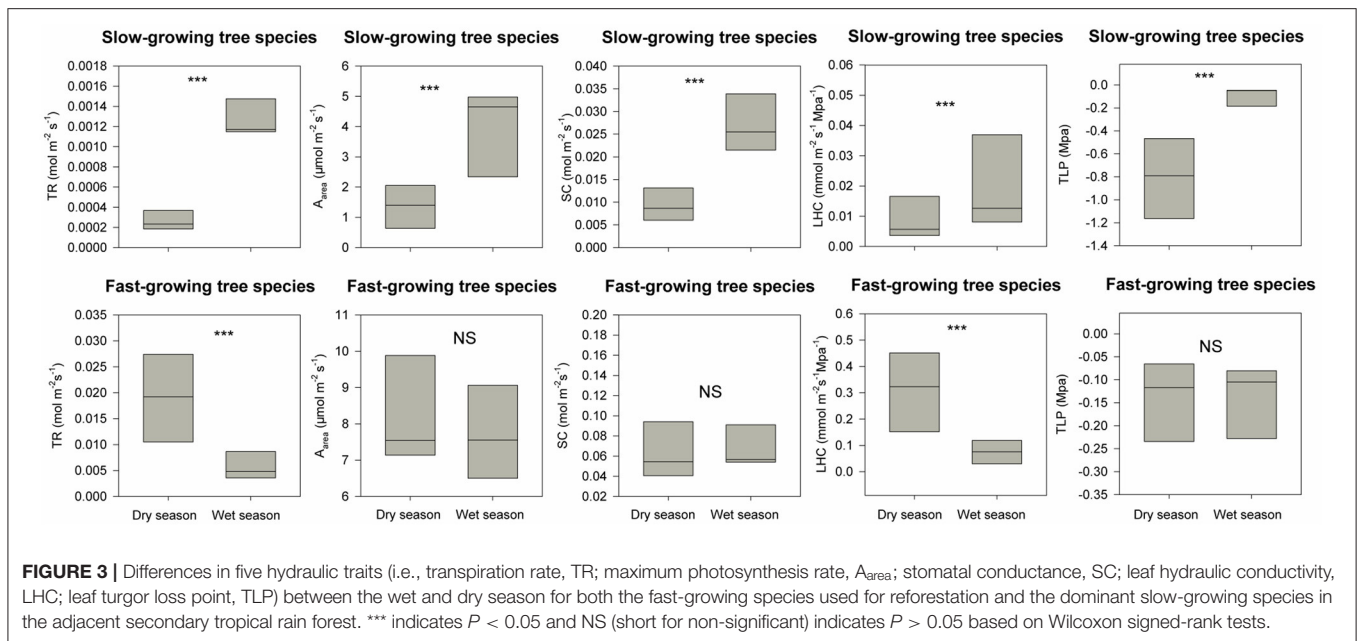 Slow-growing tree species
TR (mol m-2 s-1)
0.0018
0.0016
0.0014
0.0012
0.0010
0.0008
0.0006
0.0004
0.0002
0.0000
***
Slow-growing tree species
Aarea (μmol m-2 s-1)
6
5
4
3
2
1
0
***
Slow-growing tree species
SC (mol m-2 s-1)
0.040
0.035
0.030
0.025
0.020
0.015
0.010
0.005
0.000
***
Slow-growing tree species
LHC (mmol m-2 s-1 Mpa-1)
0.06
0.05
0.04
0.03
0.02
0.01
0.00
***
Slow-growing tree species
TLP (Mpa)
0.0
-0.2
-0.4
-0.6
-0.8
-1.0
-1.2
-1.4
***
Fast-growing tree species
TR (mol m-2 s-1)
0.035
0.030
0.025
0.020
0.015
0.010
0.005
0.000
***
Dry season Wet season
Fast-growing tree species
Aarea (μmol m-2 s-1)
11
10
9
8
7
6
NS
Dry season Wet season
Fast-growing tree species
SC (mol m-2 s-1)
0.20
0.18
0.16
0.14
0.12
0.10
0.08
0.06
0.04
0.02
NS
Dry season Wet season
Fast-growing tree species
LHC (mmol m-2 s-1 Mpa-1)
0.6
0.5
0.4
0.3
0.2
0.1
0.0
***
Dry season Wet season
Fast-growing tree species
TLP (Mpa)
0.00
-0.05
-0.10
-0.15
-0.20
-0.25
-0.30
-0.35
NS
Dry season Wet season
FIGURE 3 | Differences in five hydraulic traits (i.e., transpiration rate, TR; maximum photosynthesis rate, Aarea; stomatal conductance, SC; leaf hydraulic conductivity,
LHC; leaf turgor loss point, TLP) between the wet and dry season for both the fast-growing species used for reforestation and the dominant slow-growing species in
the adjacent secondary tropical rain forest. *** indicates P < 0.05 and NS (short for non-significant) indicates P > 0.05 based on Wilcoxon signed-rank tests.